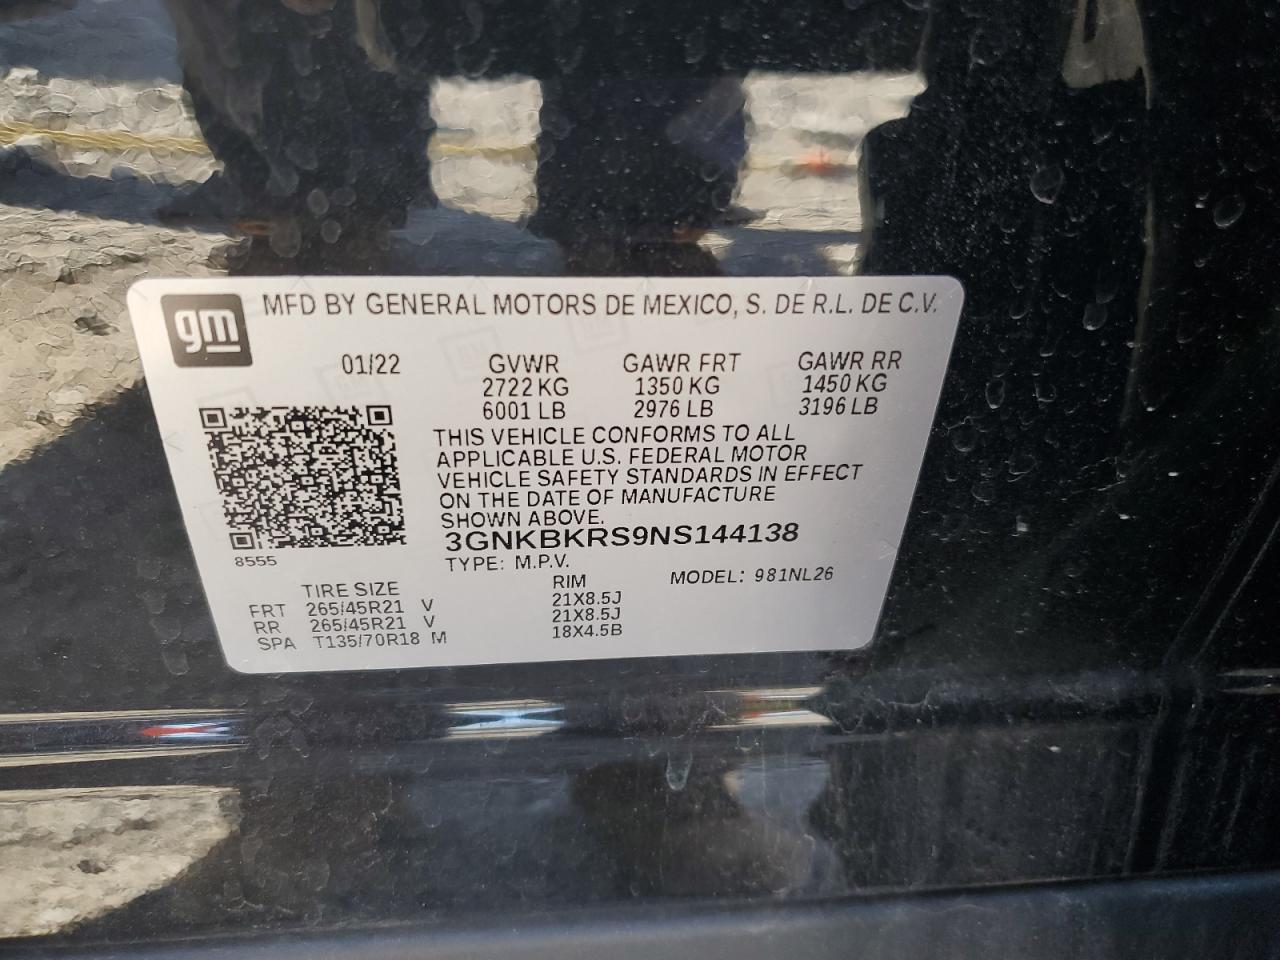 gm MFD BY GENERAL MOTORS DE MEXICO, S. DE R.L. DE C.V.
01/22 GVWR GAWR FRT GAWR RR
2722 KG 1350 KG 1450 KG
6001 LB 2976 LB 3196 LB
THIS VEHICLE CONFORMS TO ALL
APPLICABLE U.S. FEDERAL MOTOR
VEHICLE SAFETY STANDARDS IN EFFECT
ON THE DATE OF MANUFACTURE
SHOWN ABOVE.
3GNKBKRS9NS144138
8555 TYPE: M.P.V.
TIRE SIZE RIM MODEL: 981NL26
FRT 265/45R21 V 21X8.5J
RR 265/45R21 V 21X8.5J
SPA T135/70R18 M 18X4.5B